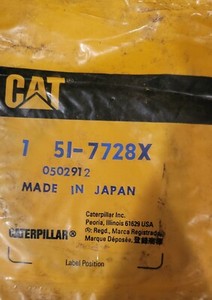 CAT
1 5I-7728X
0502912
MADE IN JAPAN
Caterpillar Inc.
Peoria, Illinois 61629 USA
®: Regd., Marca Registrada,
CATERPILLAR® Marque Déposée, 登録商標
Label Position